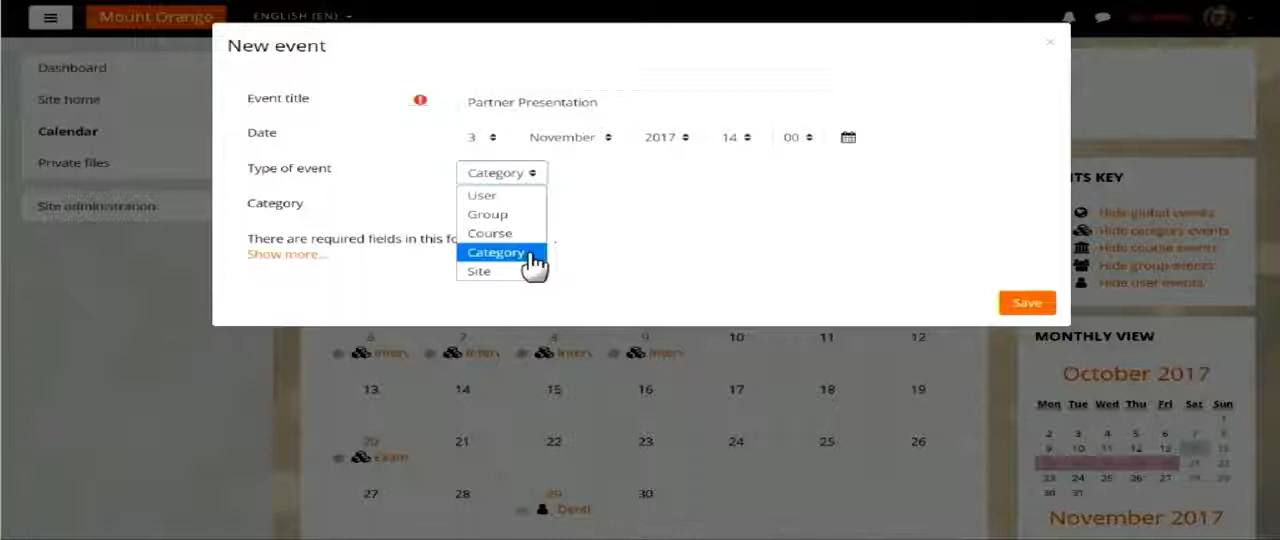 Mount Orange
ENGLISH (EN)
New event
×
Dashboard
Site home
Calendar
Private files
Site administration
Event title
Partner Presentation
Date
3 November 2017 14 00
Type of event
Category
User
Group
Course
Category
Site
Category
There are required fields in this fo
.
Show more...
Save
TS KEY
Hide global events
Hide category events
Hide course events
Hide group events
Hide user events
6 7 8 9 10 11 12
13 14 15 16 17 18 19
20 21 22 23 24 25 26
Exam
27 28 29 30
Denti
MONTHLY VIEW
October 2017
Mon Tue Wed Thu Fri Sat Sun
1
2 3 4 5 6 7 8
9 10 11 12 13 15
21 22
23 24 25 26 27 28 29
30 31
November 2017